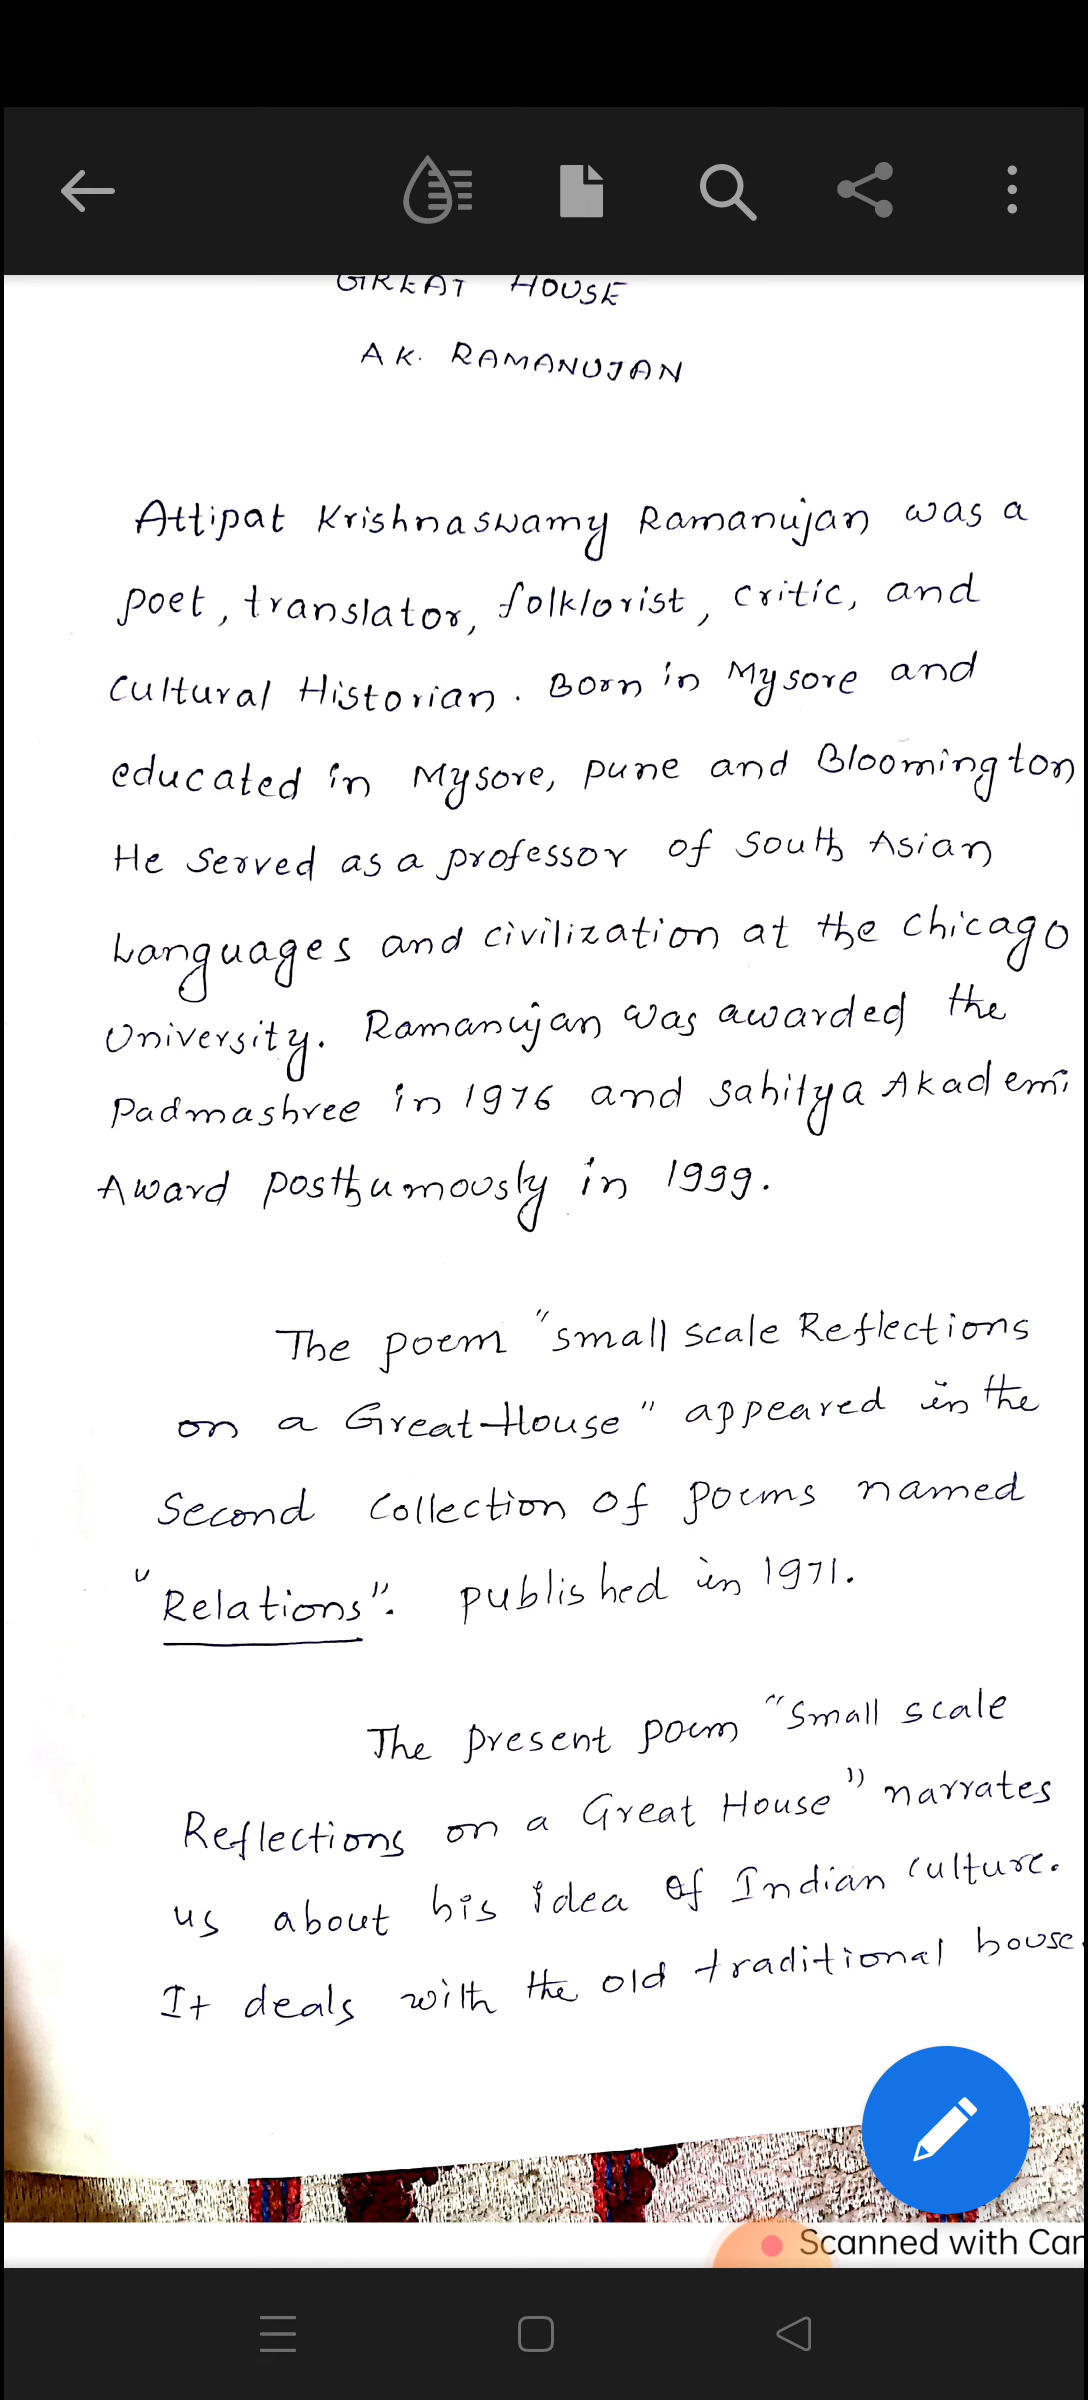 GREAT HOUSE
A K. RAMANUJAN
Attipat Krishnaswamy Ramanujan was a
poet, translator, folklorist, critic, and
Cultural Historian. Born in Mysore and
educated in Mysore, pune and Bloomington
He served as a professor of South Asian
Languages and civilization at the Chicago
University. Ramanujan was awarded the
Padmashree in 1976 and Sahitya Akademi
Award posthumously in 1999.
The poem "small scale Reflections
on a Great House" appeared in the
Second Collection of poems named
"Relations". published in 1971.
The present poem "Small scale
Reflections on a Great House" narrates
us about his idea of Indian culture.
It deals with the old traditional house.
Scanned with Car